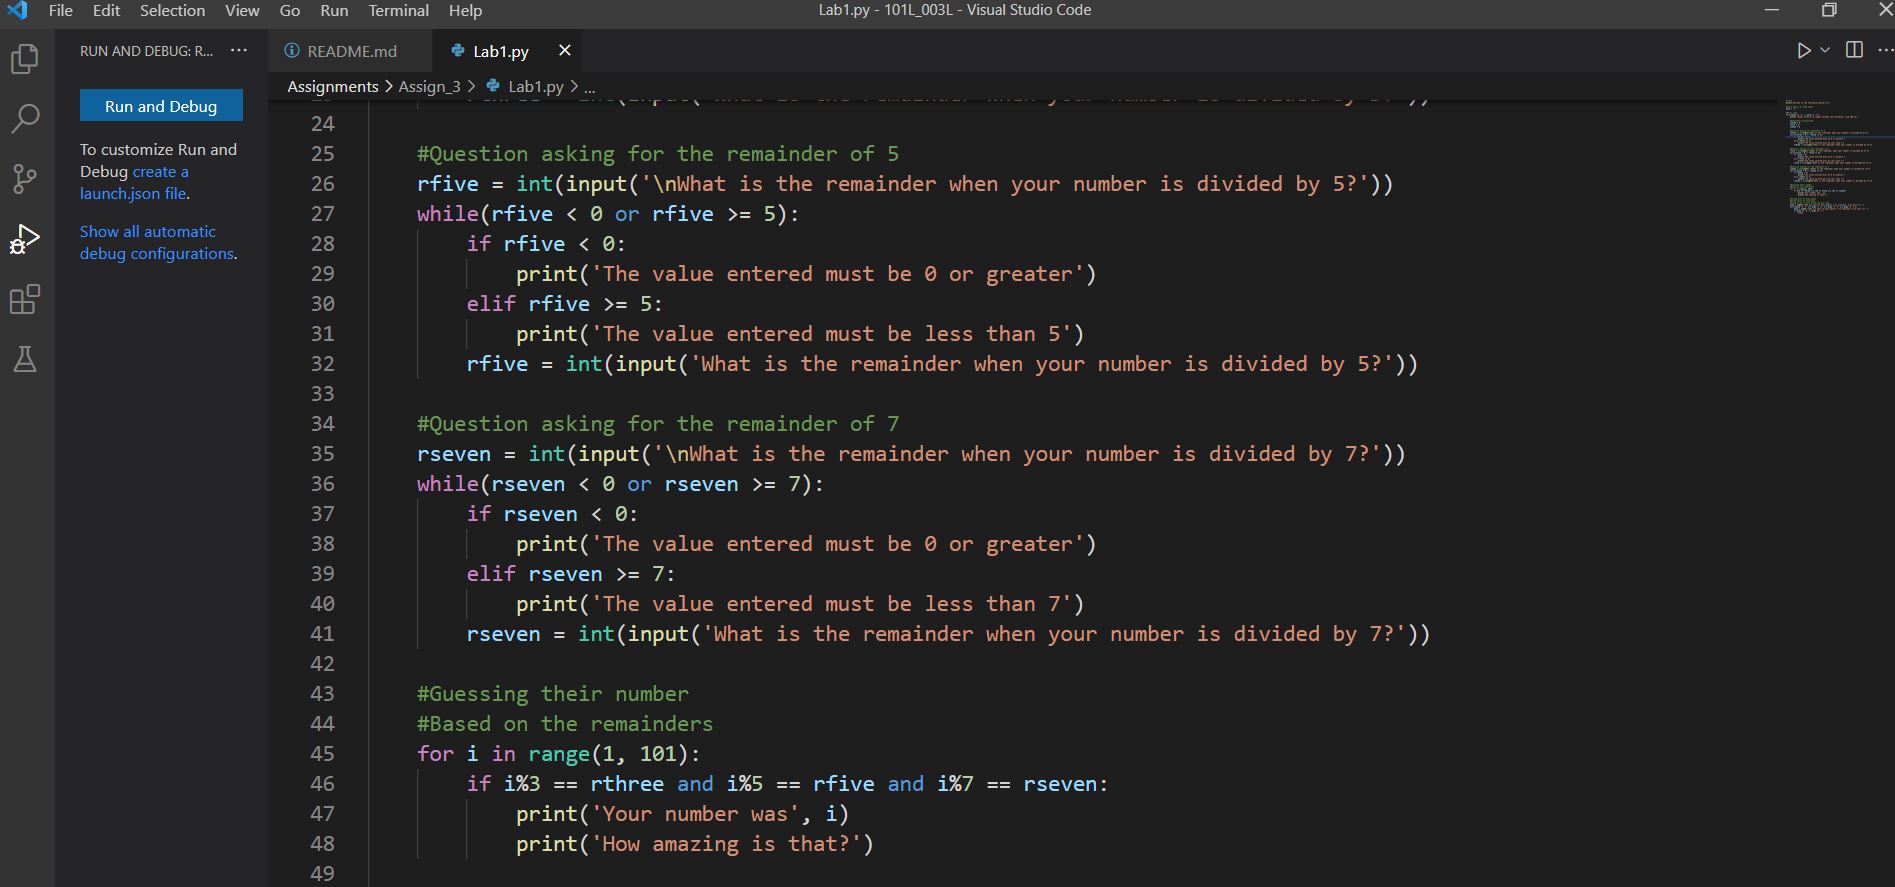 File Edit Selection View Go Run Terminal Help
Lab1.py - 101L_003L - Visual Studio Code
RUN AND DEBUG: R... ...
README.md
Lab1.py
Assignments > Assign_3 > Lab1.py > ...
Run and Debug
To customize Run and
Debug create a
launch.json file.
Show all automatic
debug configurations.
24
25 #Question asking for the remainder of 5
26 rfive = int(input('\nWhat is the remainder when your number is divided by 5?'))
27 while(rfive < 0 or rfive >= 5):
28 if rfive < 0:
29 print('The value entered must be 0 or greater')
30 elif rfive >= 5:
31 print('The value entered must be less than 5')
32 rfive = int(input('What is the remainder when your number is divided by 5?'))
33
34 #Question asking for the remainder of 7
35 rseven = int(input('\nWhat is the remainder when your number is divided by 7?'))
36 while(rseven < 0 or rseven >= 7):
37 if rseven < 0:
38 print('The value entered must be 0 or greater')
39 elif rseven >= 7:
40 print('The value entered must be less than 7')
41 rseven = int(input('What is the remainder when your number is divided by 7?'))
42
43 #Guessing their number
44 #Based on the remainders
45 for i in range(1, 101):
46 if i%3 == rthree and i%5 == rfive and i%7 == rseven:
47 print('Your number was', i)
48 print('How amazing is that?')
49